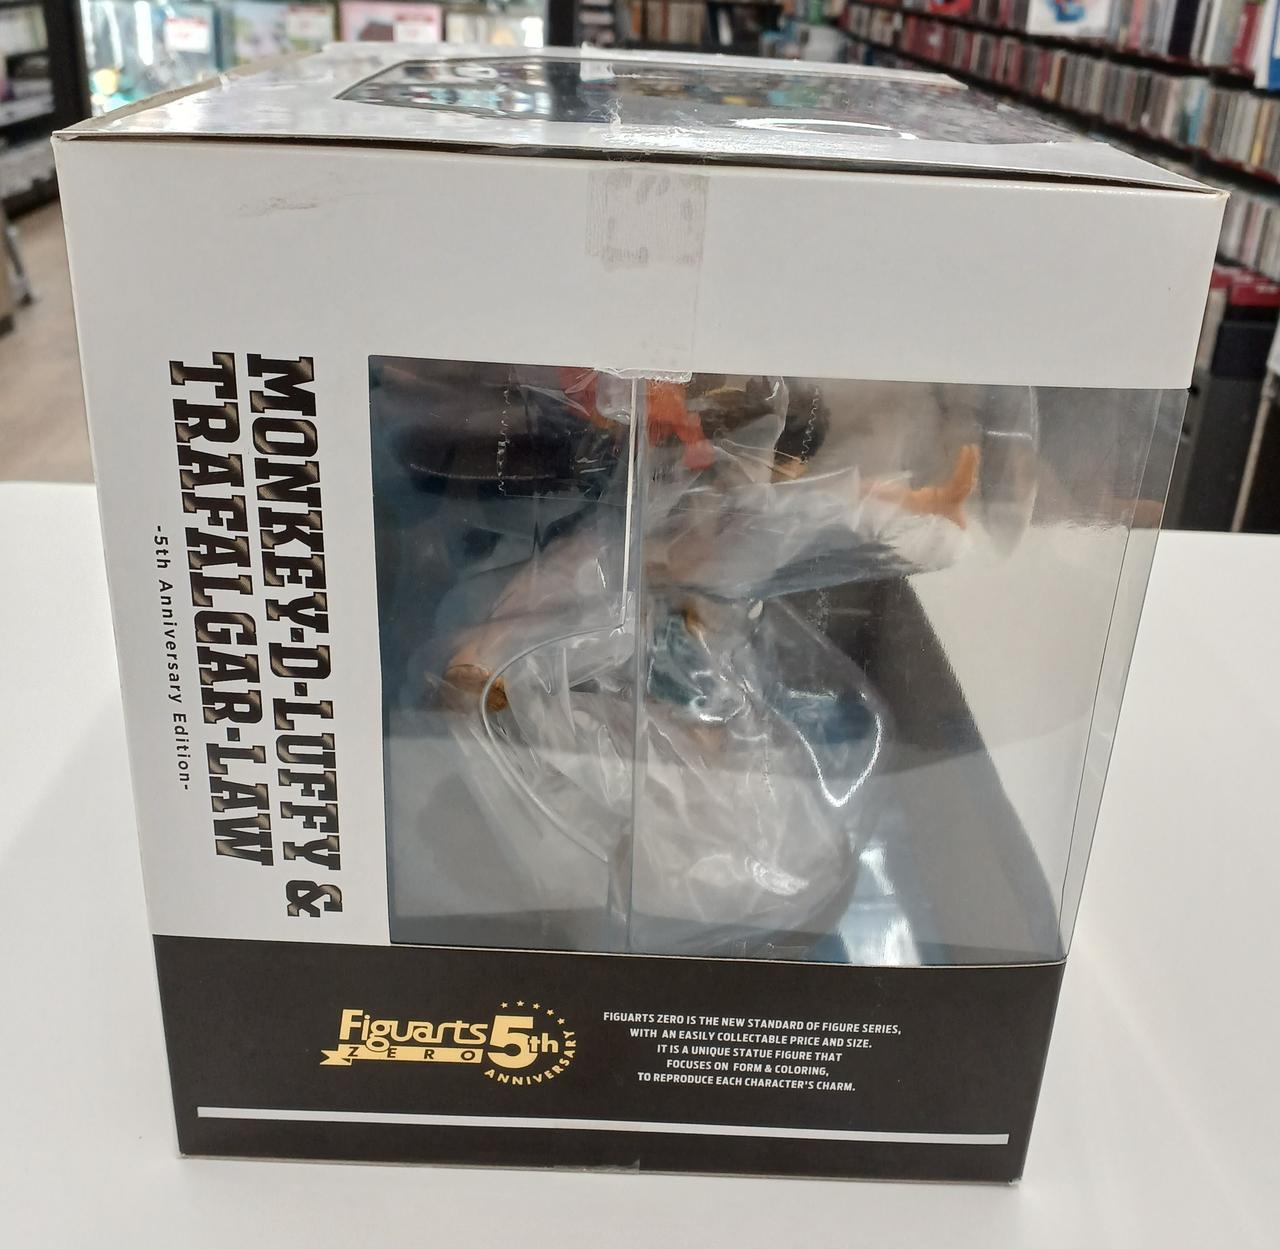 MONKEY·D·LUFFY &
TRAFALGAR·LAW
-5th Anniversary Edition-
Figuarts 5th
ZERO
ANNIVERSARY
FIGUARTS ZERO IS THE NEW STANDARD OF FIGURE SERIES,
WITH AN EASILY COLLECTABLE PRICE AND SIZE.
IT IS A UNIQUE STATUE FIGURE THAT
FOCUSES ON FORM & COLORING,
TO REPRODUCE EACH CHARACTER'S CHARM.